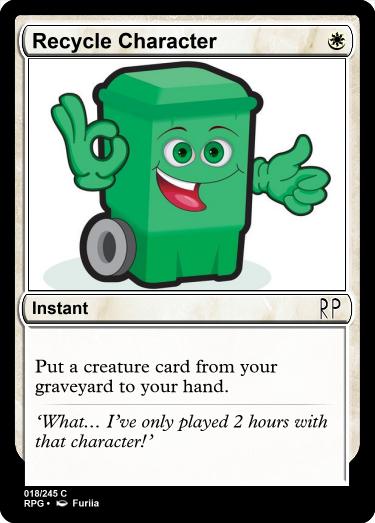 Recycle Character
Instant
RP
Put a creature card from your
graveyard to your hand.
‘What... I've only played 2 hours with
that character!’
018/245 C
RPG • Furiia